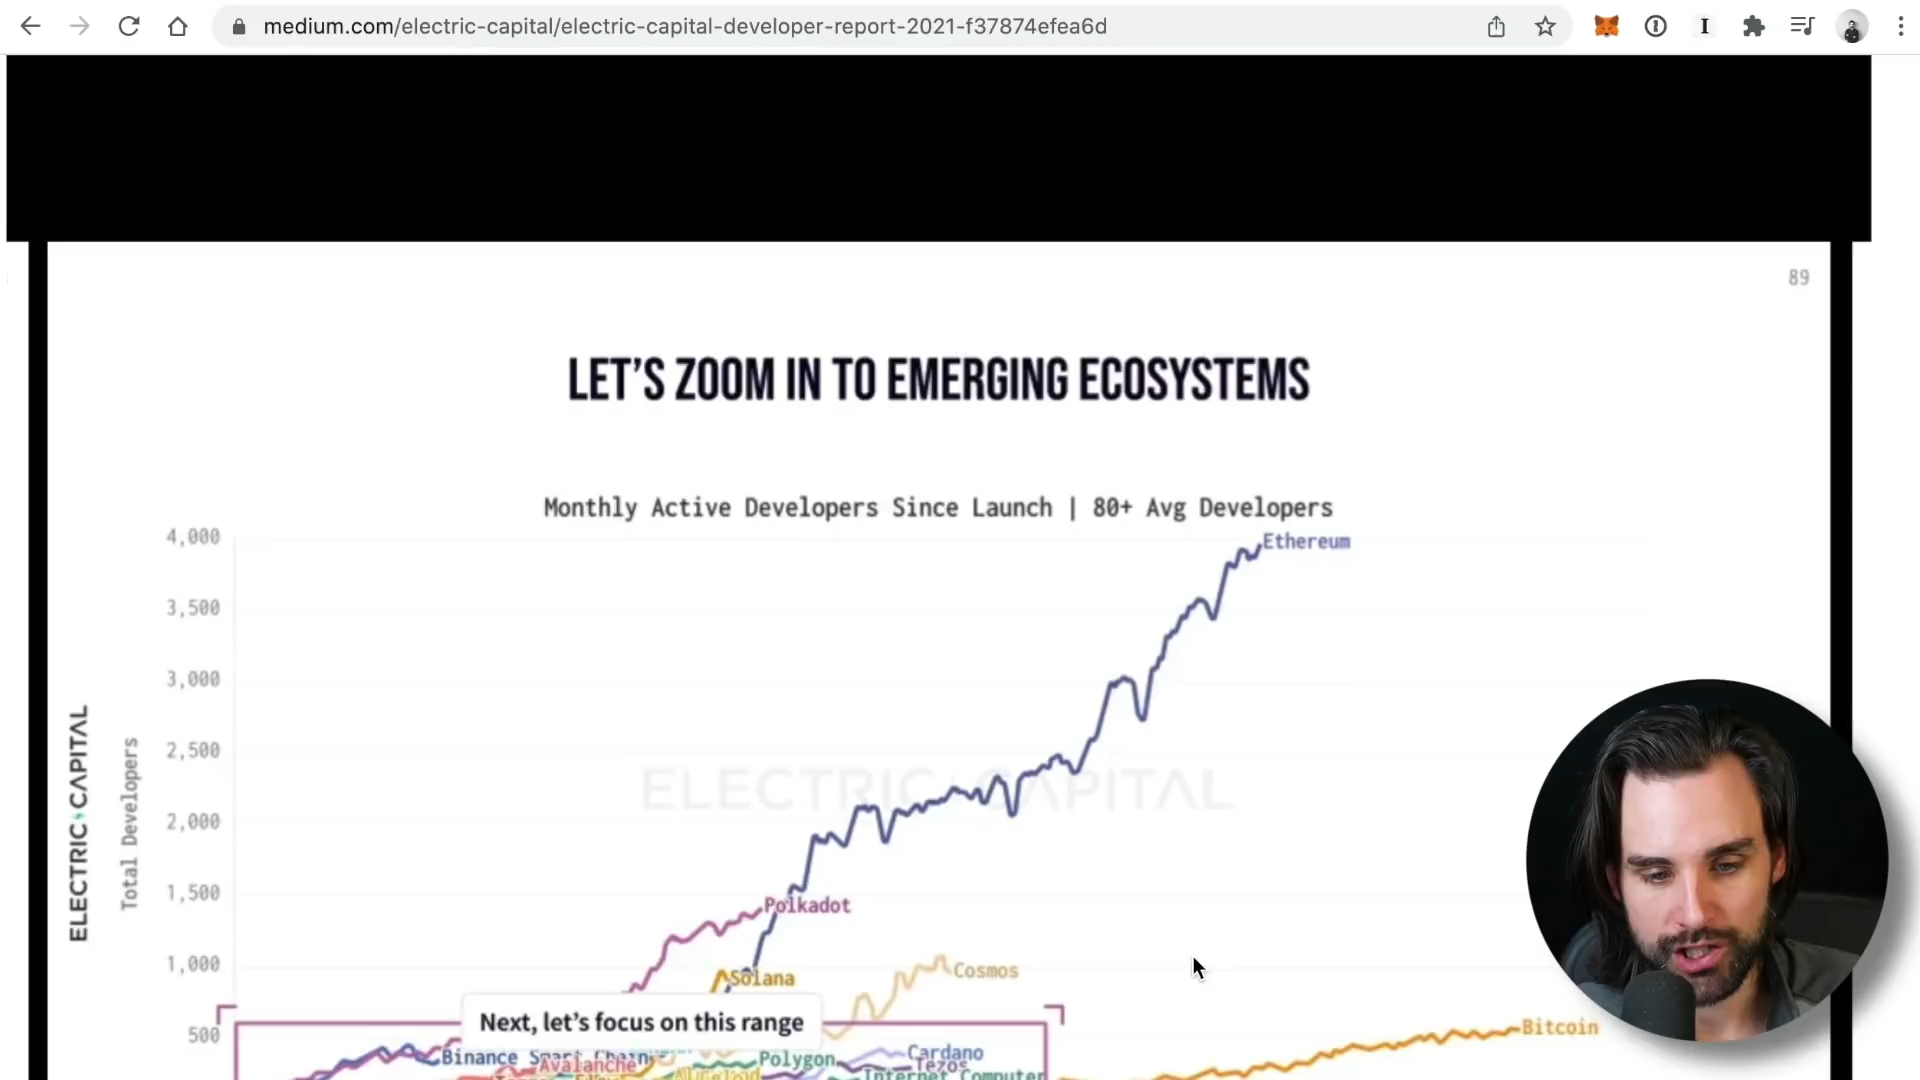 medium.com/electric-capital/electric-capital-developer-report-2021-f37874efea6d
89
LET'S ZOOM IN TO EMERGING ECOSYSTEMS
Monthly Active Developers Since Launch | 80+ Avg Developers
4,000
Ethereum
3,500
3,000
2,500
ELECTRIC CAPITAL
ELECTRIC CAPITAL
Total Developers
2,000
1,500
Polkadot
1,000
Solana
Cosmos
Next, let's focus on this range
500
Bitcoin
Binance Smart Chain
Polygon
Cardano
Avalanche
Tezos
Internet Computer